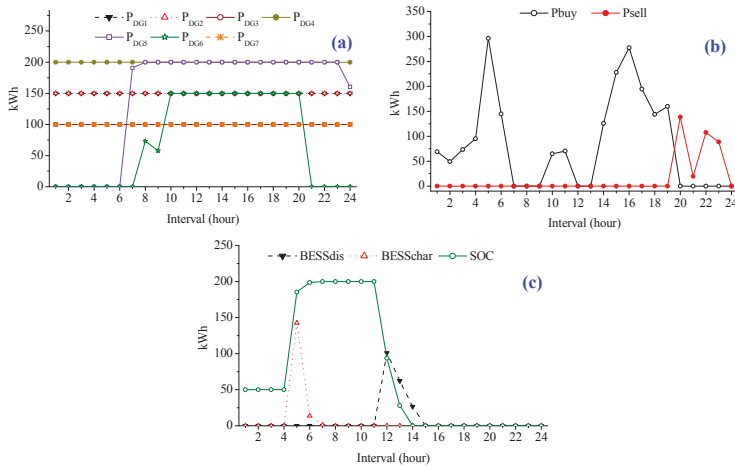 P_DG1 P_DG2 P_DG3 P_DG4
P_DG5 P_DG6 P_DG7
(a)
kWh
250
200
150
100
50
0
2 4 6 8 10 12 14 16 18 20 22 24
Interval (hour)
Pbuy Psell
(b)
kWh
350
300
250
200
150
100
50
0
2 4 6 8 10 12 14 16 18 20 22 24
Interval (hour)
BESSdis BESSchar SOC
(c)
kWh
250
200
150
100
50
0
2 4 6 8 10 12 14 16 18 20 22 24
Interval (hour)